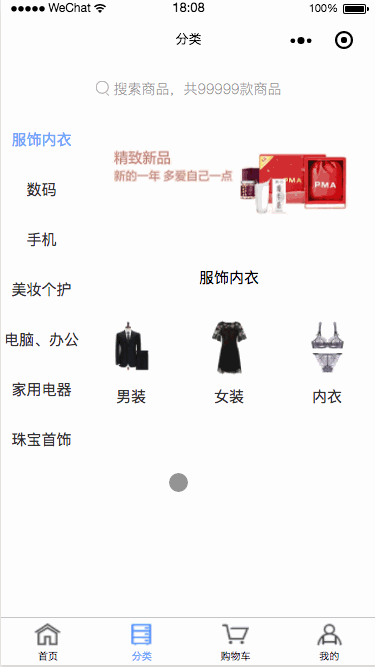 WeChat
18:08
100%
分类
搜索商品，共99999款商品
服饰内衣
数码
手机
美妆个护
电脑、办公
家用电器
珠宝首饰
精致新品
新的一年 多爱自己一点
PMA
PMA
服饰内衣
男装
女装
内衣
首页
分类
购物车
我的